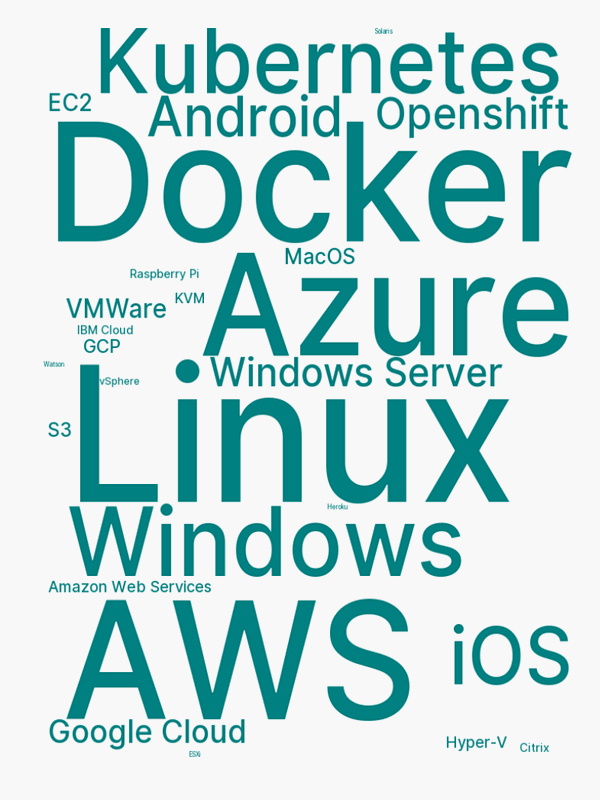 Solaris
Kubernetes
EC2
Android
Openshift
Docker
MacOS
Raspberry Pi
Azure
KVM
VMWare
IBM Cloud
GCP
Windows Server
Watson
vSphere
Linux
S3
Heroku
Windows
Amazon Web Services
AWS
iOS
Google Cloud
Hyper-V
Citrix
ESXi